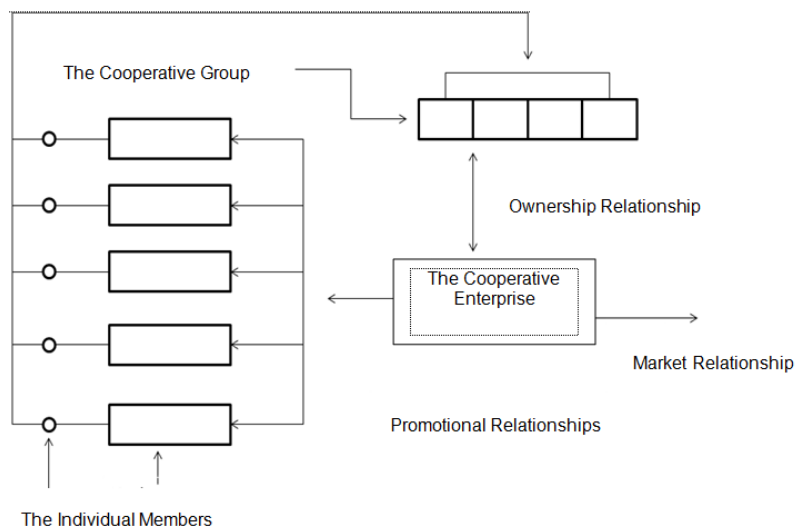 The Cooperative Group
Ownership Relationship
The Cooperative
Enterprise
Market Relationship
Promotional Relationships
The Individual Members